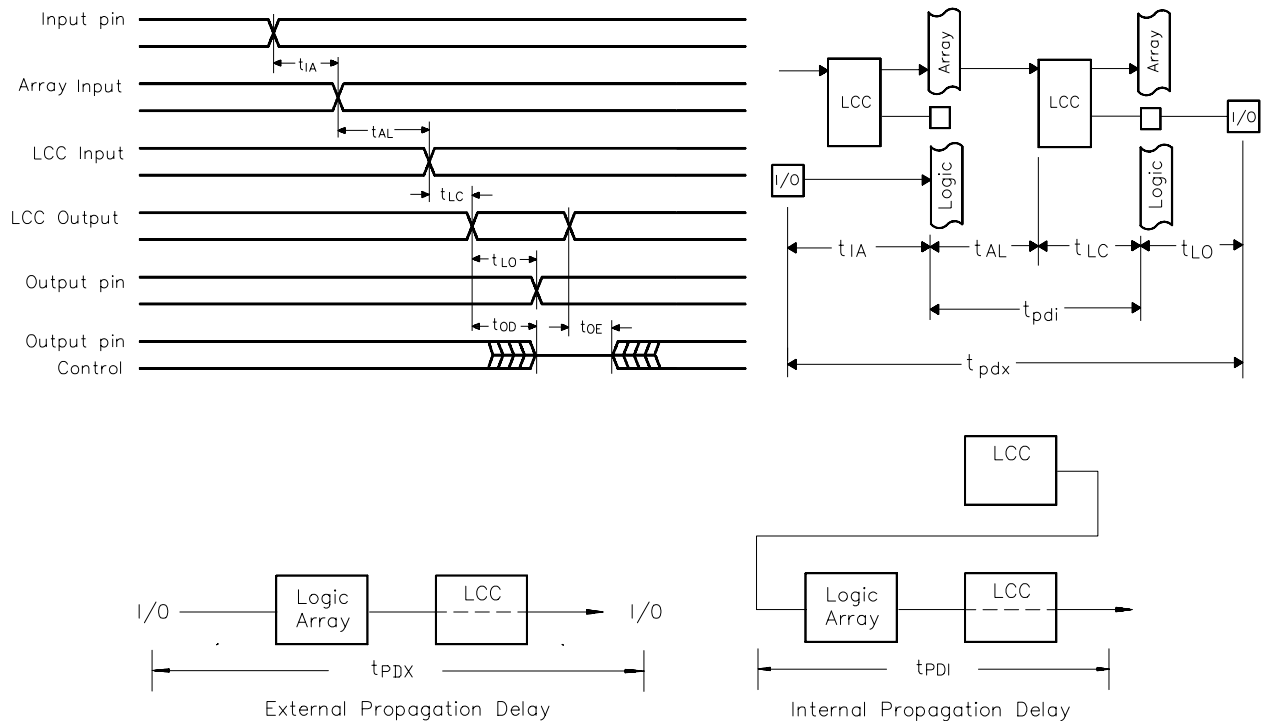 Input pin
tIA
Array Input
tAL
LCC Input
tLC
LCC Output
tLO
Output pin
tOD
tOE
Output pin
Control
Array
Array
LCC
LCC
I/O
I/O
Logic
Logic
tIA
tAL
tLC
tLO
tpdi
tpdx
I/O
Logic
Array
LCC
I/O
tPDX
External Propagation Delay
LCC
Logic
Array
LCC
tPDI
Internal Propagation Delay